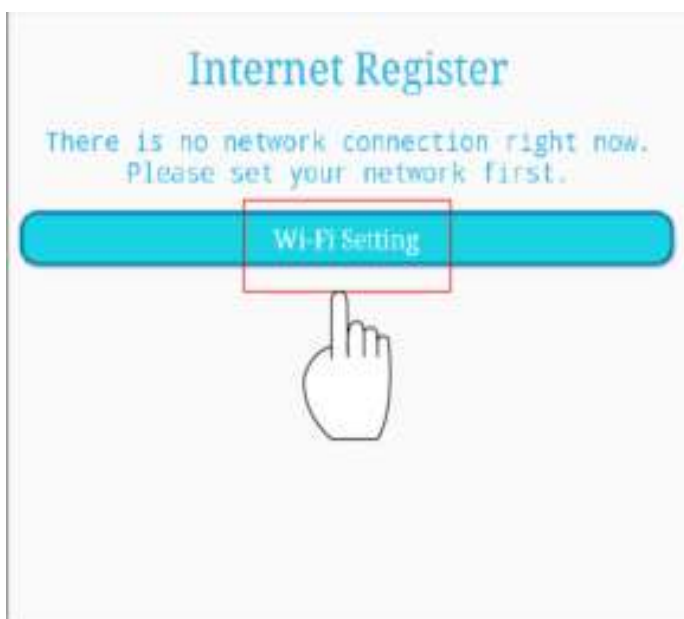 Internet Register
There is no network connection right now.
Please set your network first.
Wi-Fi Setting